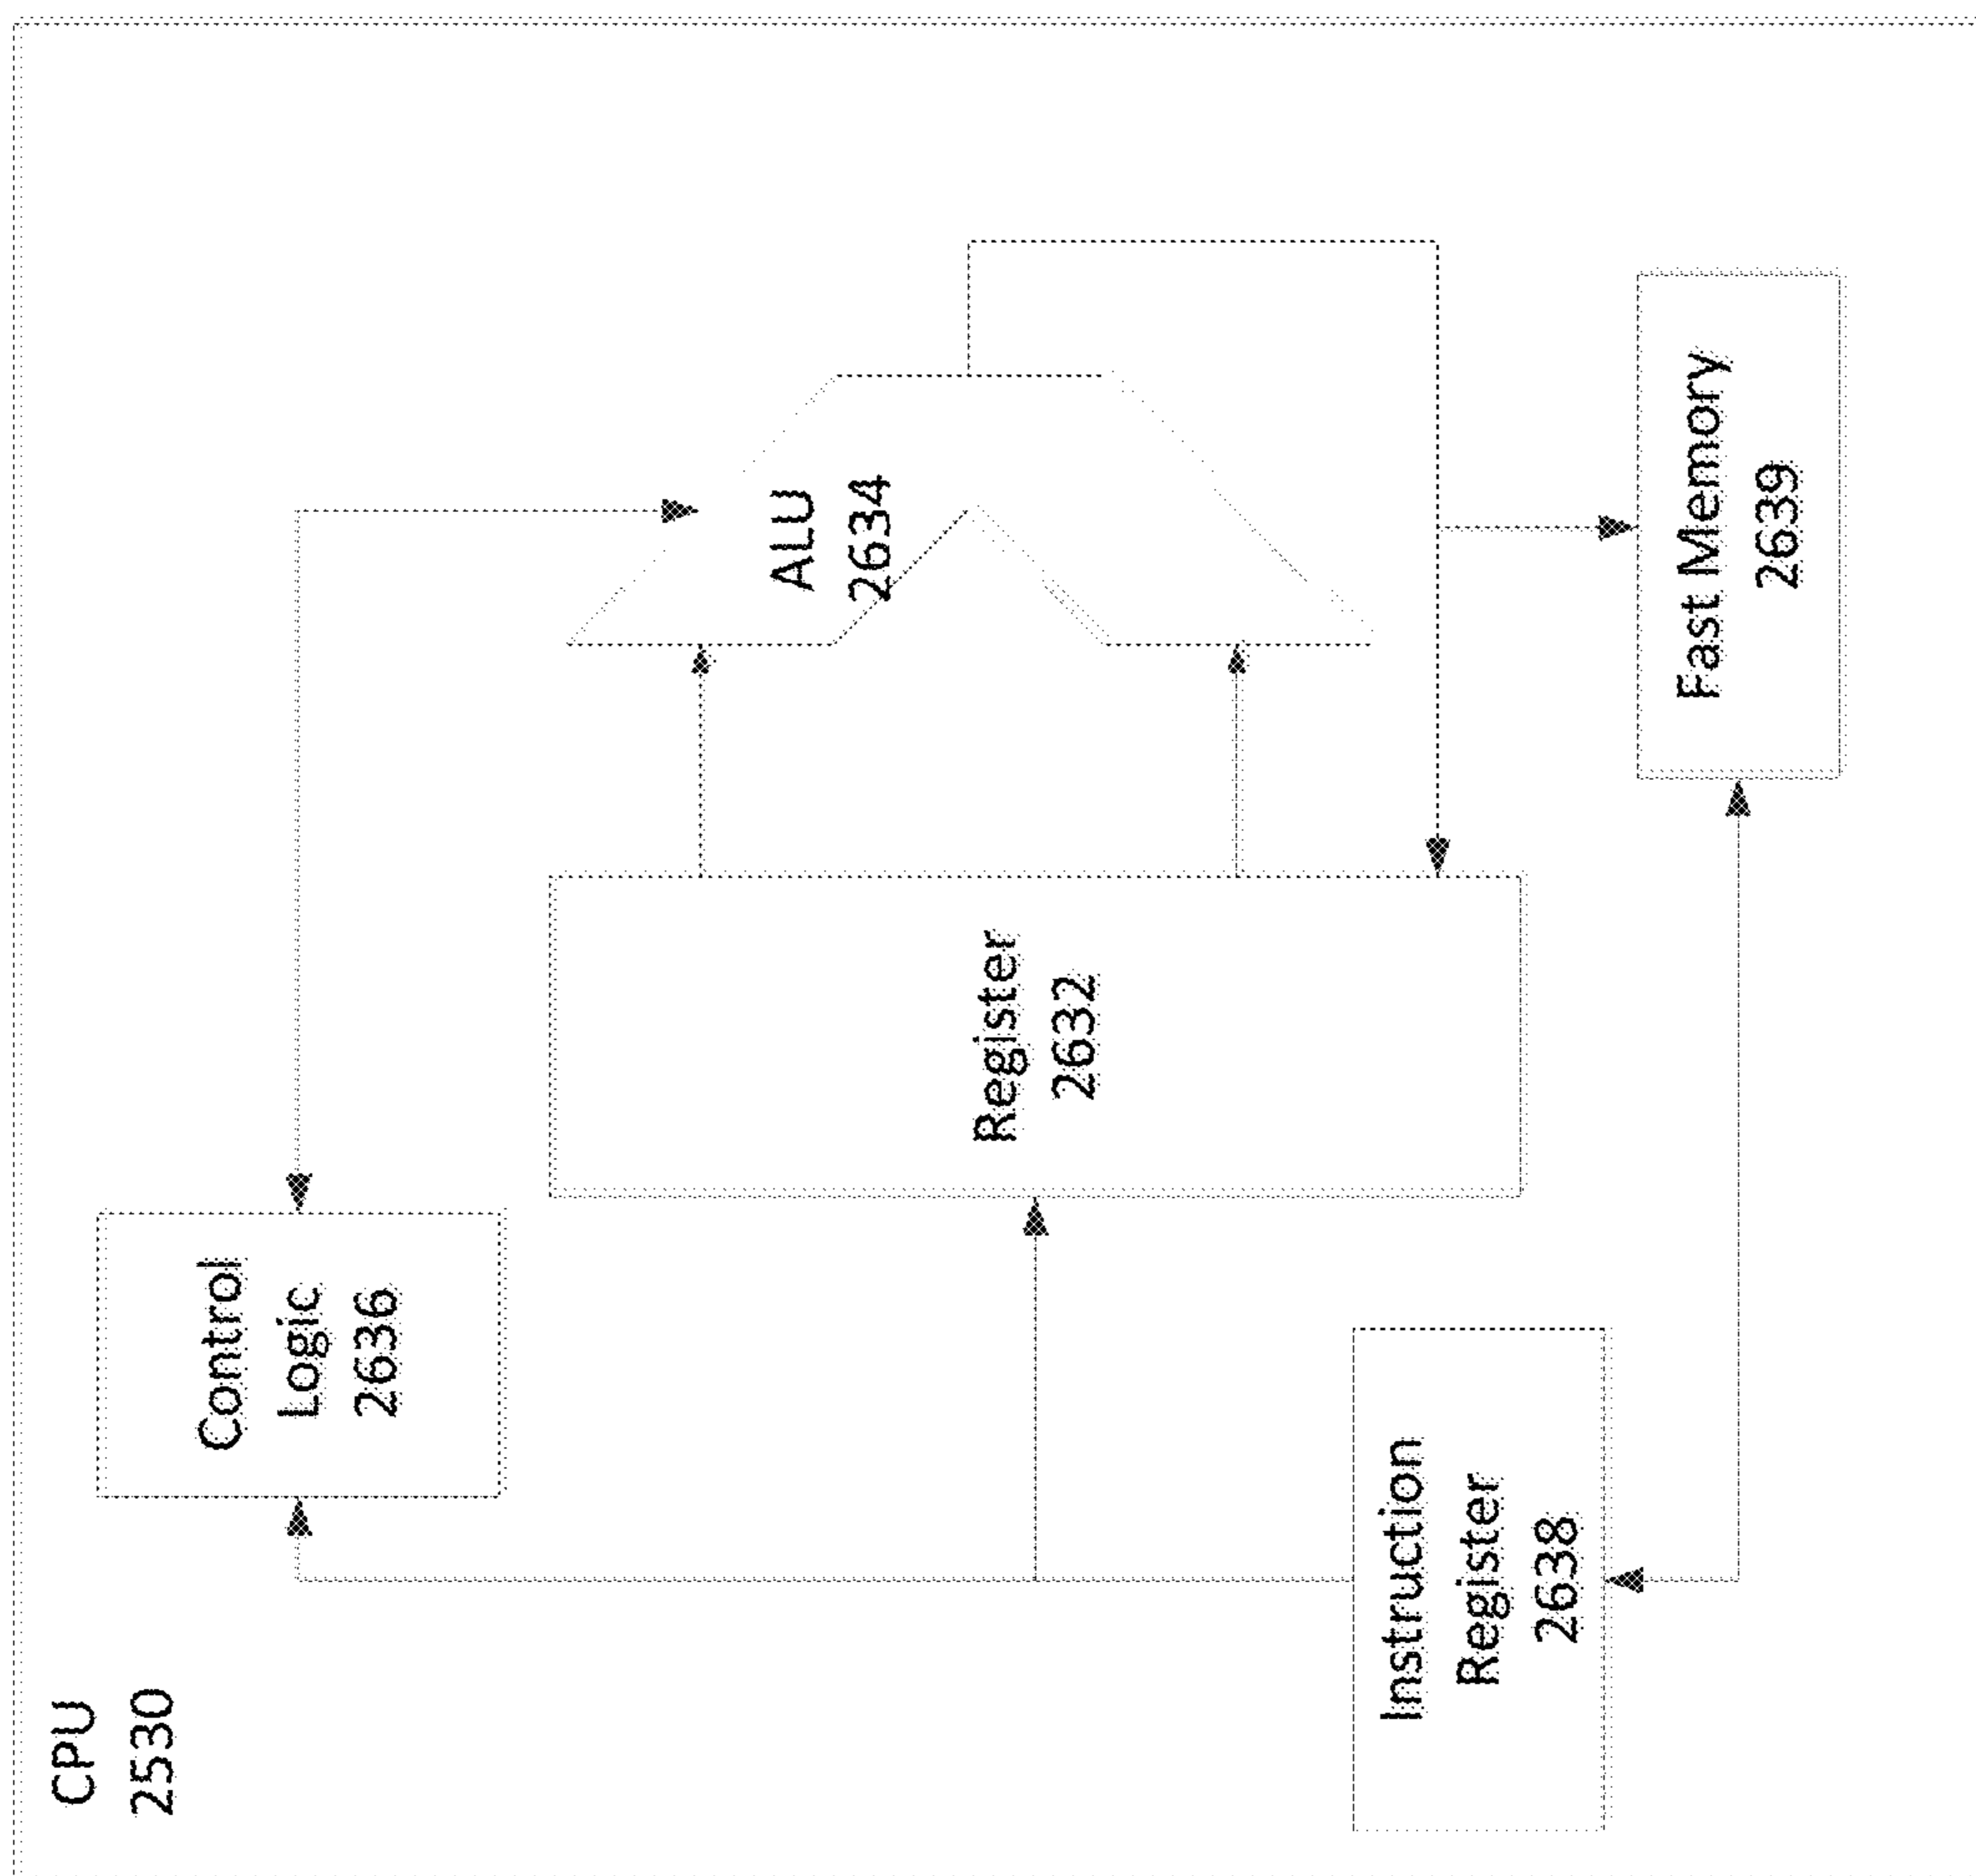 CPU
2530
Control
Logic
2636
Instruction
Register
2638
Register
2632
ALU
2634
Fast Memory
2639